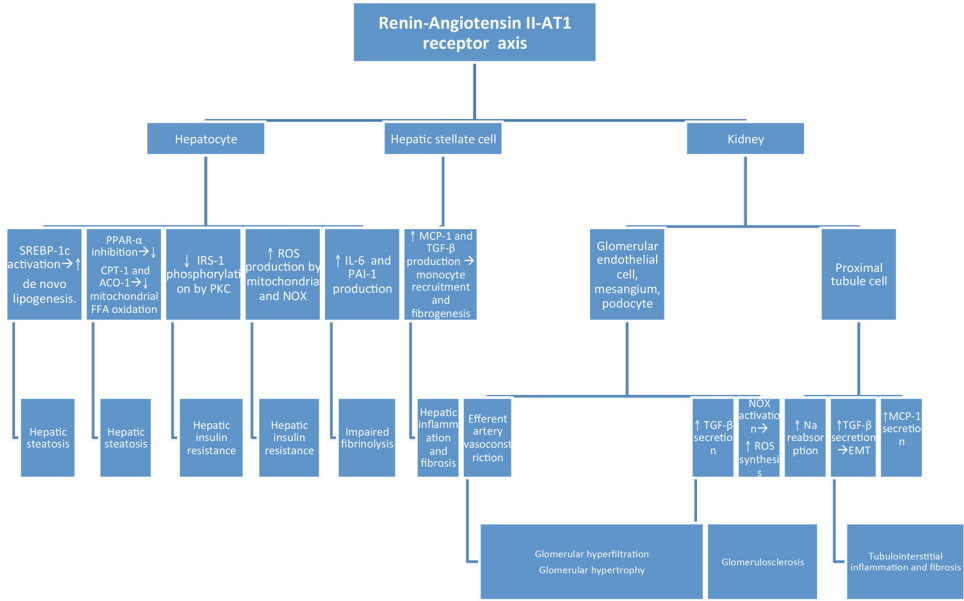 Renin-Angiotensin II-AT1
receptor axis
Hepatocyte
Hepatic stellate cell
Kidney
SREBP-1c
activation→↑
de novo
lipogenesis.
PPAR-α
inhibition→↓
CPT-1 and
ACO-1→↓
mitochondrial
FFA oxidation
↓ IRS-1
phosphorylati
on by PKC
↑ ROS
production by
mitochondria
and NOX
↑ IL-6 and
PAI-1
production
↑ MCP-1 and
TGF-β
production →
monocyte
recruitment
and
fibrogenesis
Glomerular
endothelial
cell,
mesangium,
podocyte
Proximal
tubule cell
Hepatic
steatosis
Hepatic
steatosis
Hepatic
insulin
resistance
Hepatic
insulin
resistance
Impaired
fibrinolysis
Hepatic
inflamm
ation
and
fibrosis
Efferent
artery
vasoconst
riction
↑ TGF-β
secretio
n
NOX
activatio
n→
↑ ROS
synthesi
s
↑ Na
reabsor
ption
↑TGF-β
secretion
→EMT
↑MCP-1
secretio
n
Glomerular hyperfiltration
Glomerular hypertrophy
Glomerulosclerosis
Tubulointerstitial
inflammation and fibrosis